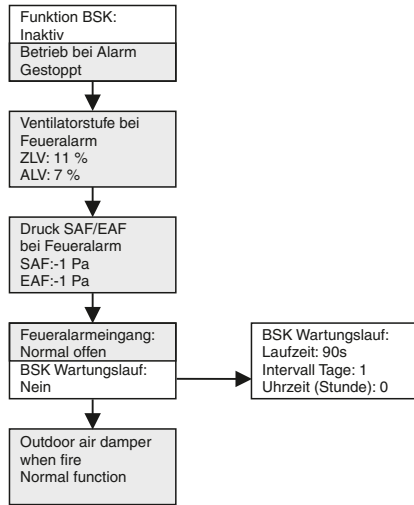 Funktion BSK:
Inaktiv
Betrieb bei Alarm
Gestoppt
Ventilatorstufe bei
Feueralarm
ZLV: 11 %
ALV: 7 %
Druck SAF/EAF
bei Feueralarm
SAF:-1 Pa
EAF:-1 Pa
Feueralarmeingang:
Normal offen
BSK Wartungslauf:
Nein
BSK Wartungslauf:
Laufzeit: 90s
Intervall Tage: 1
Uhrzeit (Stunde): 0
Outdoor air damper
when fire
Normal function